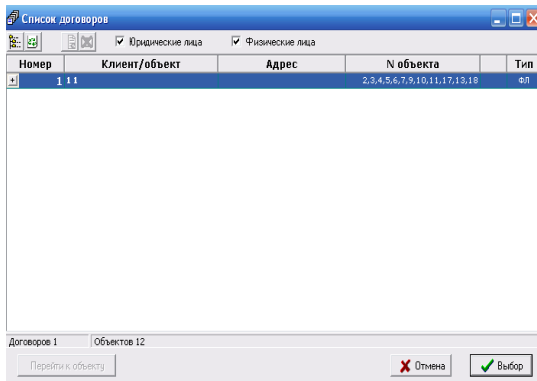 Список договоров
Юридические лица Физические лица
Номер Клиент/объект Адрес N объекта Тип
1 1 1 2,3,4,5,6,7,9,10,11,17,13,18 ФЛ
Договоров 1 Объектов 12
Перейти к объекту Отмена Выбор